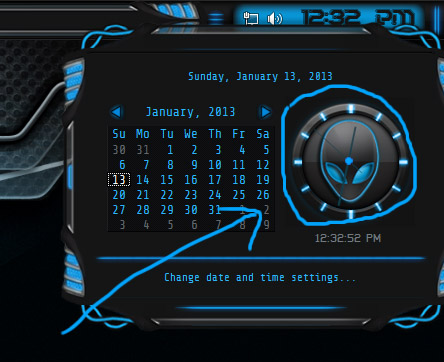 12:32 PM
Sunday, January 13, 2013
January, 2013
Su Mo Tu We Th Fr Sa
30 31 1 2 3 4 5
6 7 8 9 10 11 12
13 14 15 16 17 18 19
20 21 22 23 24 25 26
27 28 29 30 31 1 2
3 4 5 6 7 8 9
12:32:52 PM
Change date and time settings...